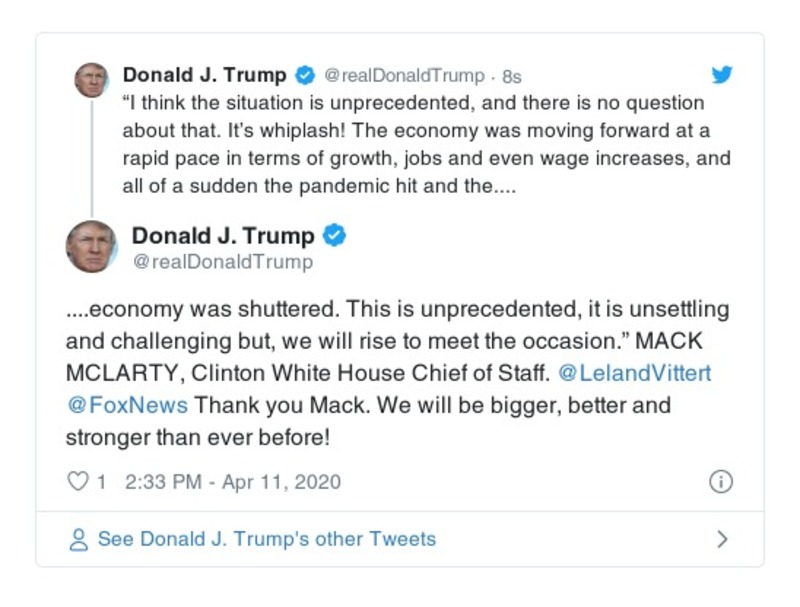 Donald J. Trump @realDonaldTrump · 8s
“I think the situation is unprecedented, and there is no question
about that. It’s whiplash! The economy was moving forward at a
rapid pace in terms of growth, jobs and even wage increases, and
all of a sudden the pandemic hit and the....
Donald J. Trump
@realDonaldTrump
....economy was shuttered. This is unprecedented, it is unsettling
and challenging but, we will rise to meet the occasion.” MACK
MCLARTY, Clinton White House Chief of Staff. @LelandVittert
@FoxNews Thank you Mack. We will be bigger, better and
stronger than ever before!
1 2:33 PM - Apr 11, 2020
See Donald J. Trump's other Tweets